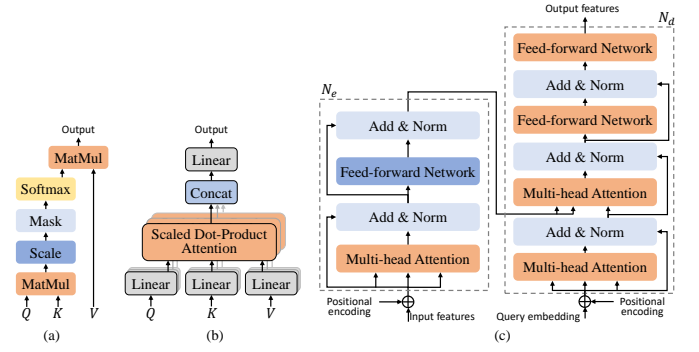 Output
MatMul
Softmax
Mask
Scale
MatMul
Q K V
(a)
Output
Linear
Concat
Scaled Dot-Product
Attention
Linear Linear Linear
Q K V
(b)
N_e
Add & Norm
Feed-forward Network
Add & Norm
Multi-head Attention
Positional
encoding
Input features
Output features
N_d
Feed-forward Network
Add & Norm
Feed-forward Network
Add & Norm
Multi-head Attention
Add & Norm
Multi-head Attention
Query embedding
Positional
encoding
(c)